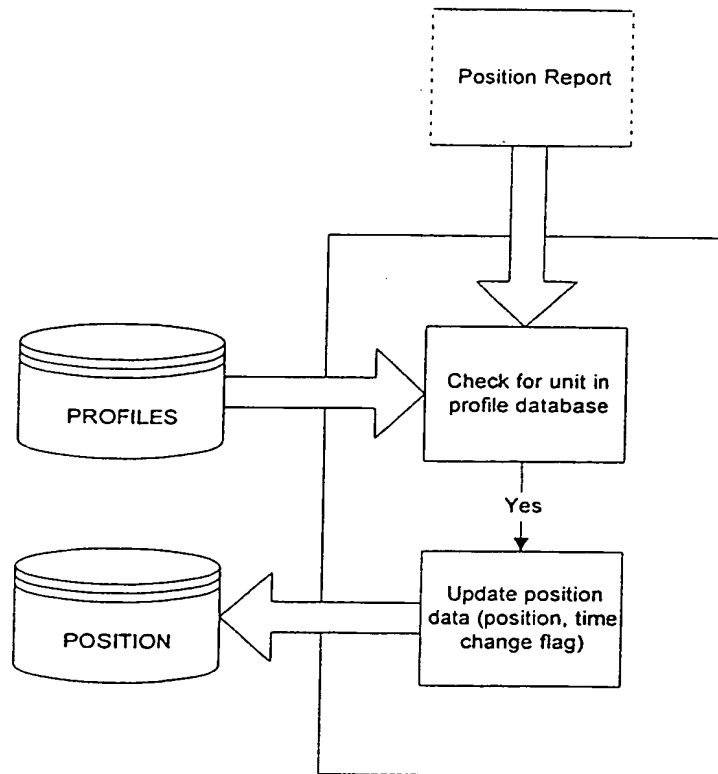 Position Report
PROFILES
Check for unit in
profile database
Yes
POSITION
Update position
data (position, time
change flag)